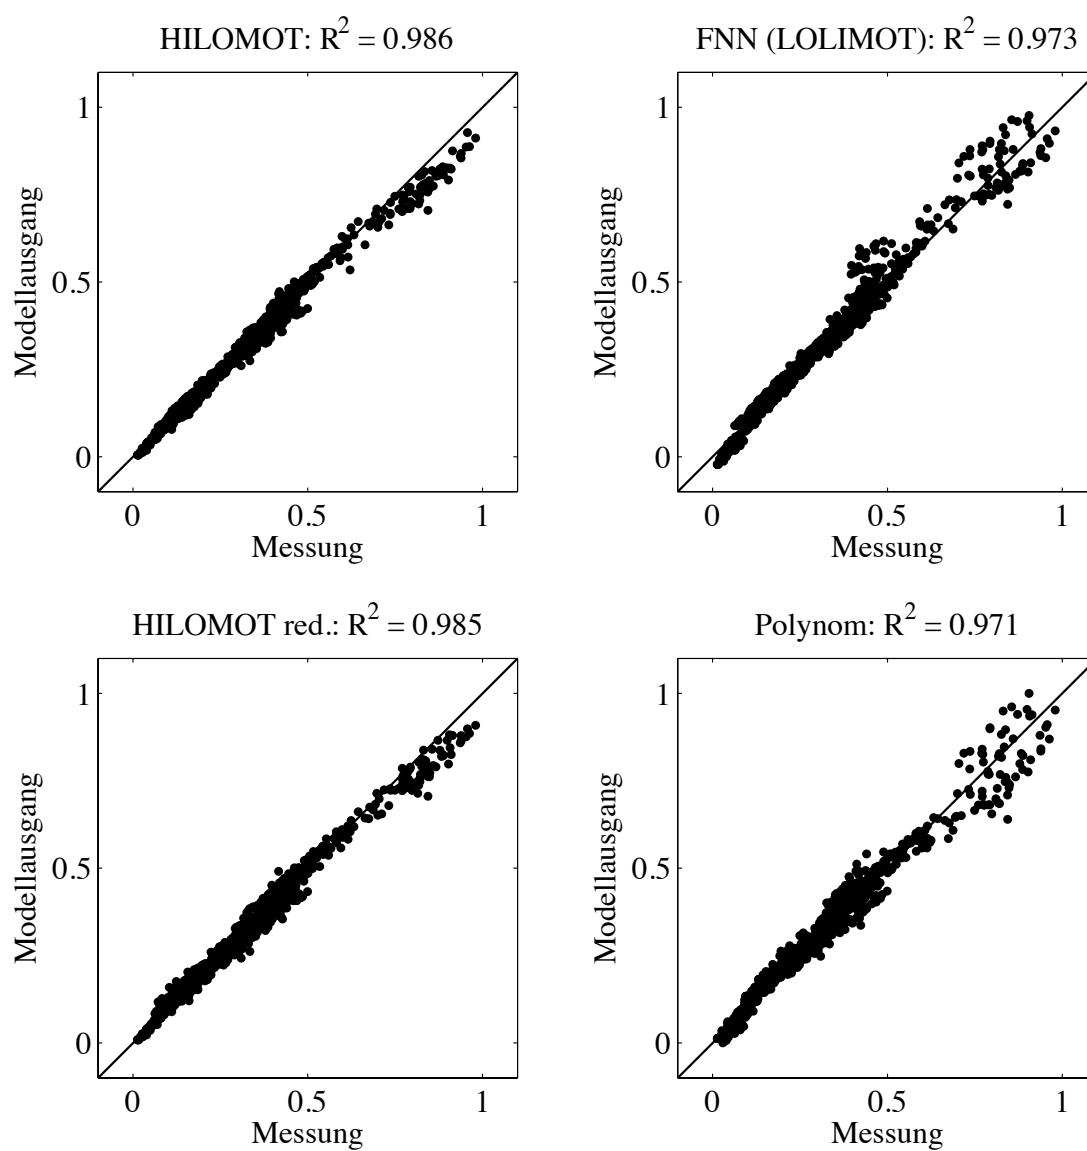 HILOMOT: R² = 0.986
1
0.5
0
Modellausgang
0
0.5
1
Messung
FNN (LOLIMOT): R² = 0.973
1
0.5
0
Modellausgang
0
0.5
1
Messung
HILOMOT red.: R² = 0.985
1
0.5
0
Modellausgang
0
0.5
1
Messung
Polynom: R² = 0.971
1
0.5
0
Modellausgang
0
0.5
1
Messung